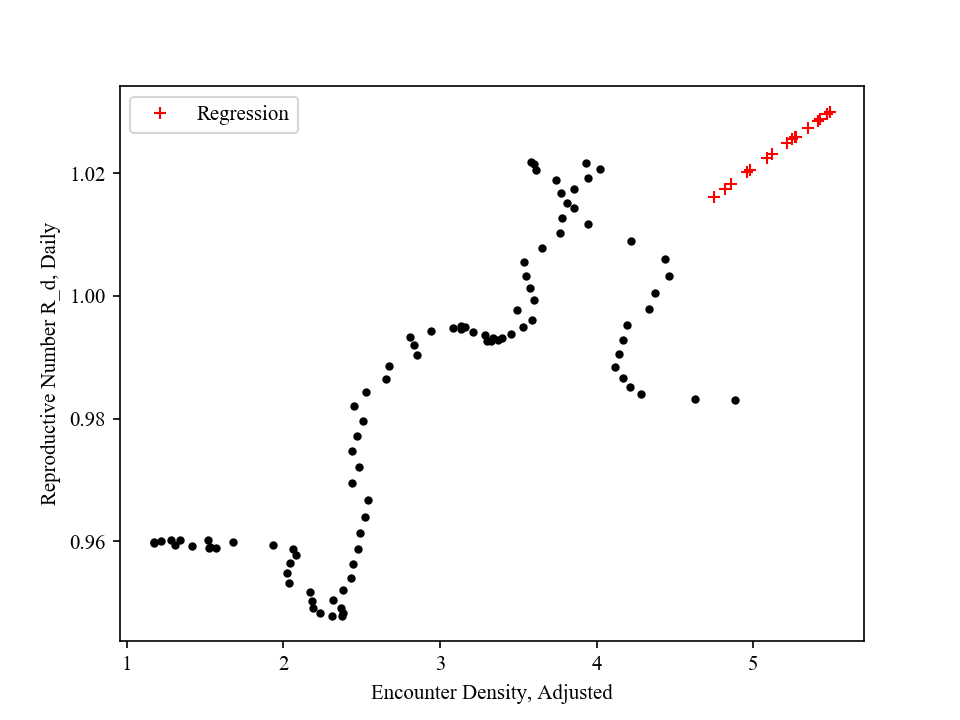 Regression
1.02
1.00
0.98
0.96
Reproductive Number R_d, Daily
1 2 3 4 5
Encounter Density, Adjusted